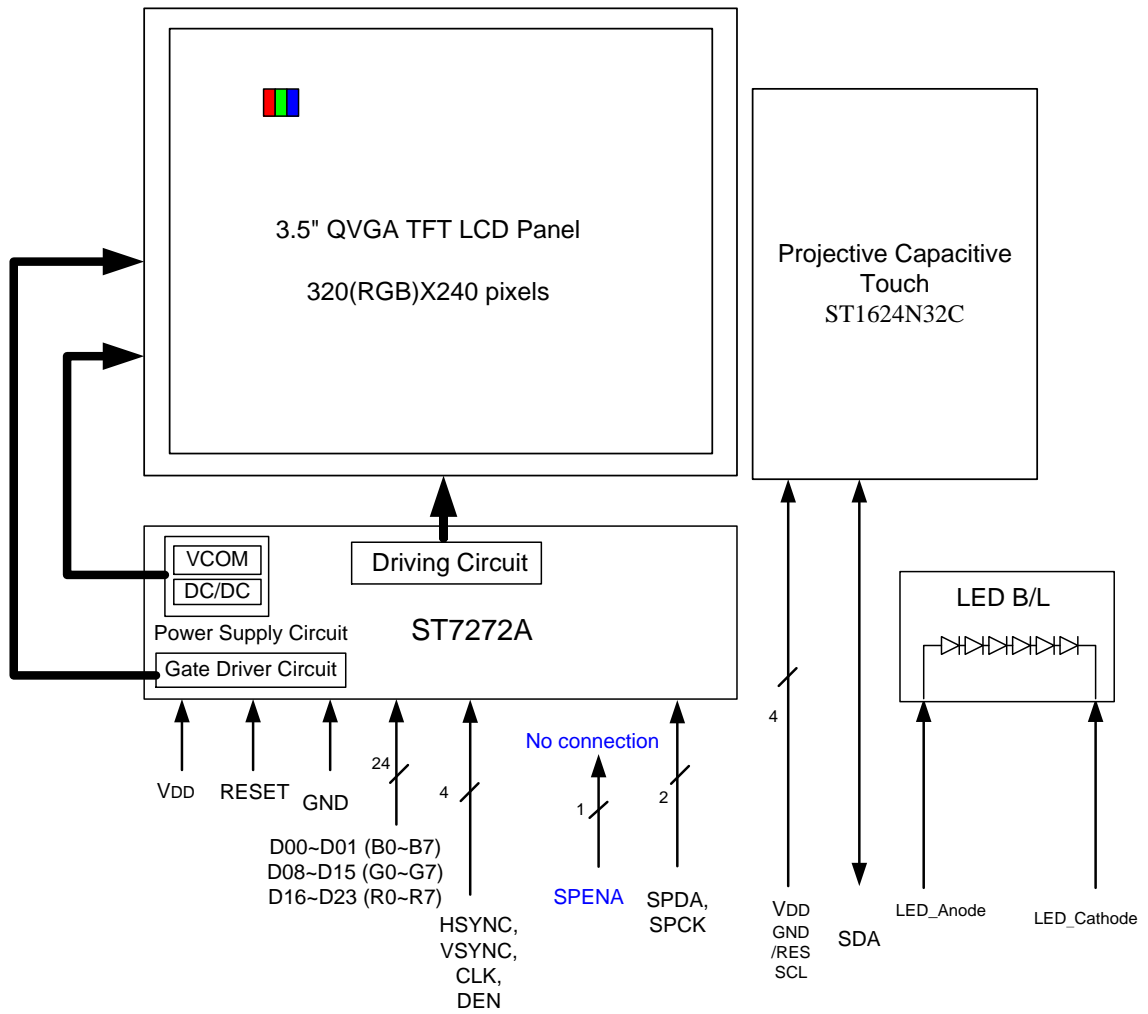 3.5" QVGA TFT LCD Panel
320(RGB)X240 pixels
Projective Capacitive
Touch
ST1624N32C
VCOM
DC/DC
Power Supply Circuit
Gate Driver Circuit
Driving Circuit
ST7272A
LED B/L
VDD
RESET
GND
24
D00~D01 (B0~B7)
D08~D15 (G0~G7)
D16~D23 (R0~R7)
4
HSYNC,
VSYNC,
CLK,
DEN
No connection
1
SPENA
2
SPDA,
SPCK
4
VDD
GND
/RES
SCL
SDA
LED_Anode
LED_Cathode